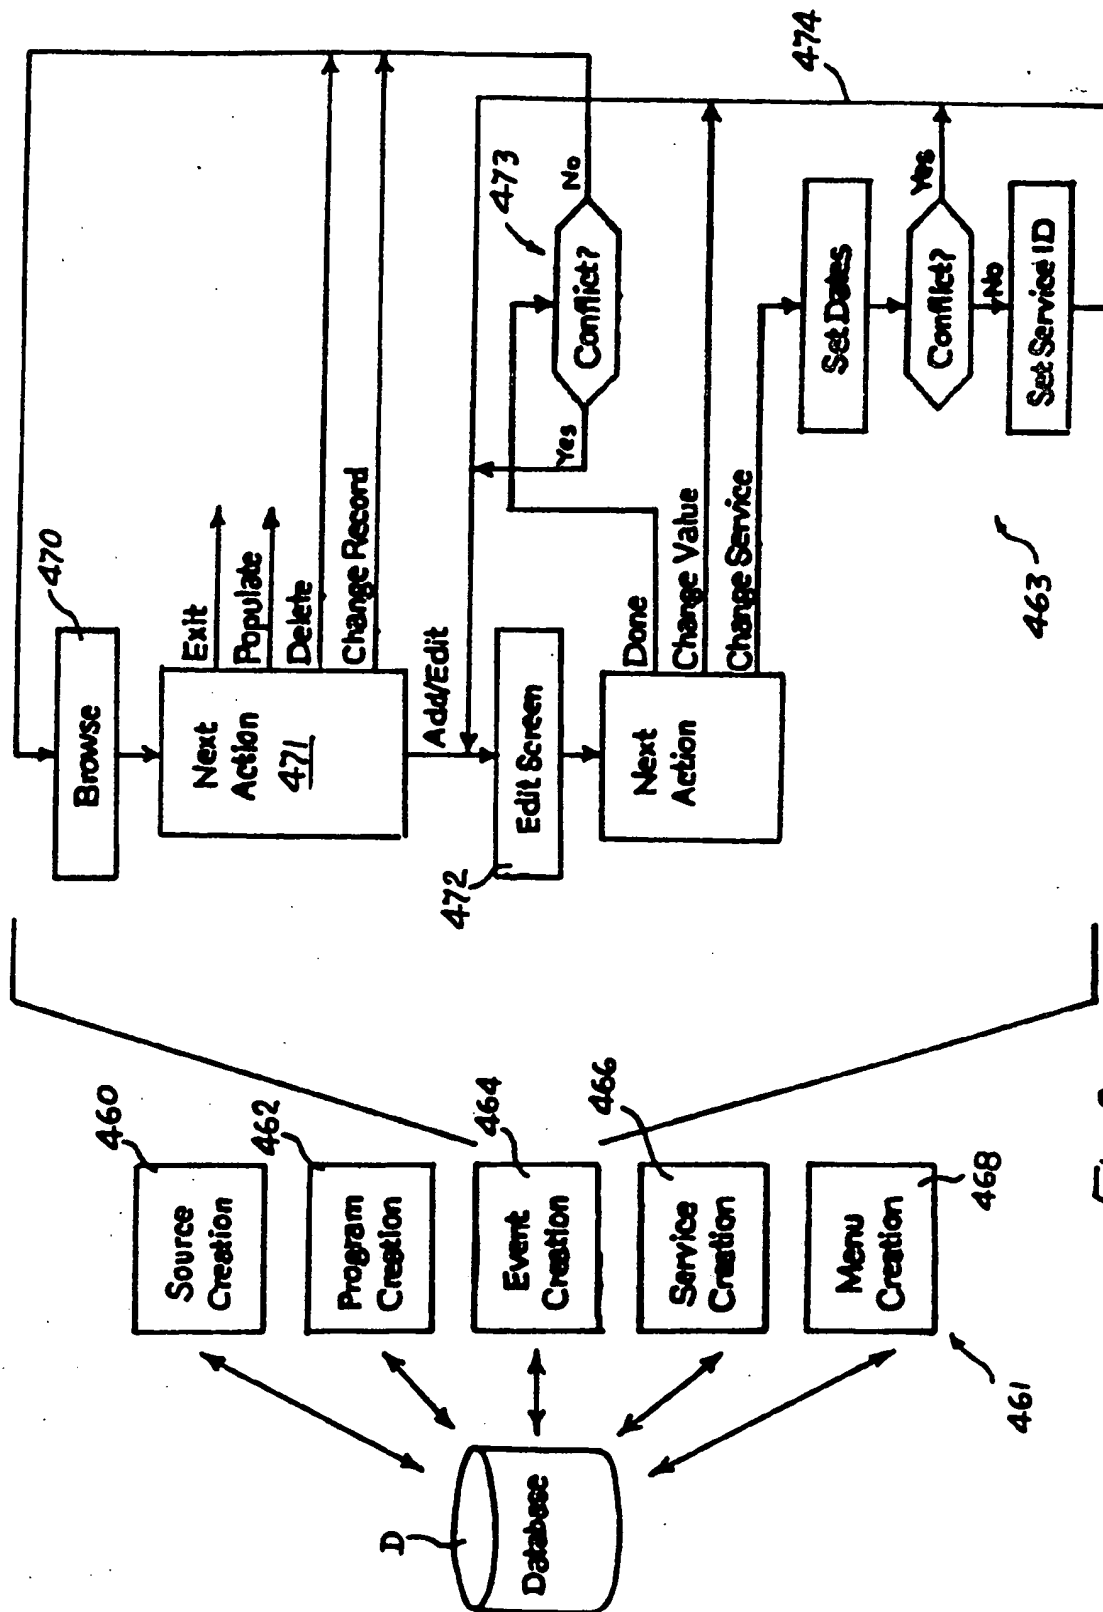 D
Database
Source
Creation
460
Program
Creation
462
Event
Creation
464
Service
Creation
466
Menu
Creation
468
461
Browse
470
Next
Action
471
Exit
Populate
Delete
Change Record
Add/Edit
Edit Screen
472
Next
Action
Done
Change Value
Change Service
Conflict?
473
Yes
No
Set Dates
Conflict?
Yes
No
Set Service ID
474
463